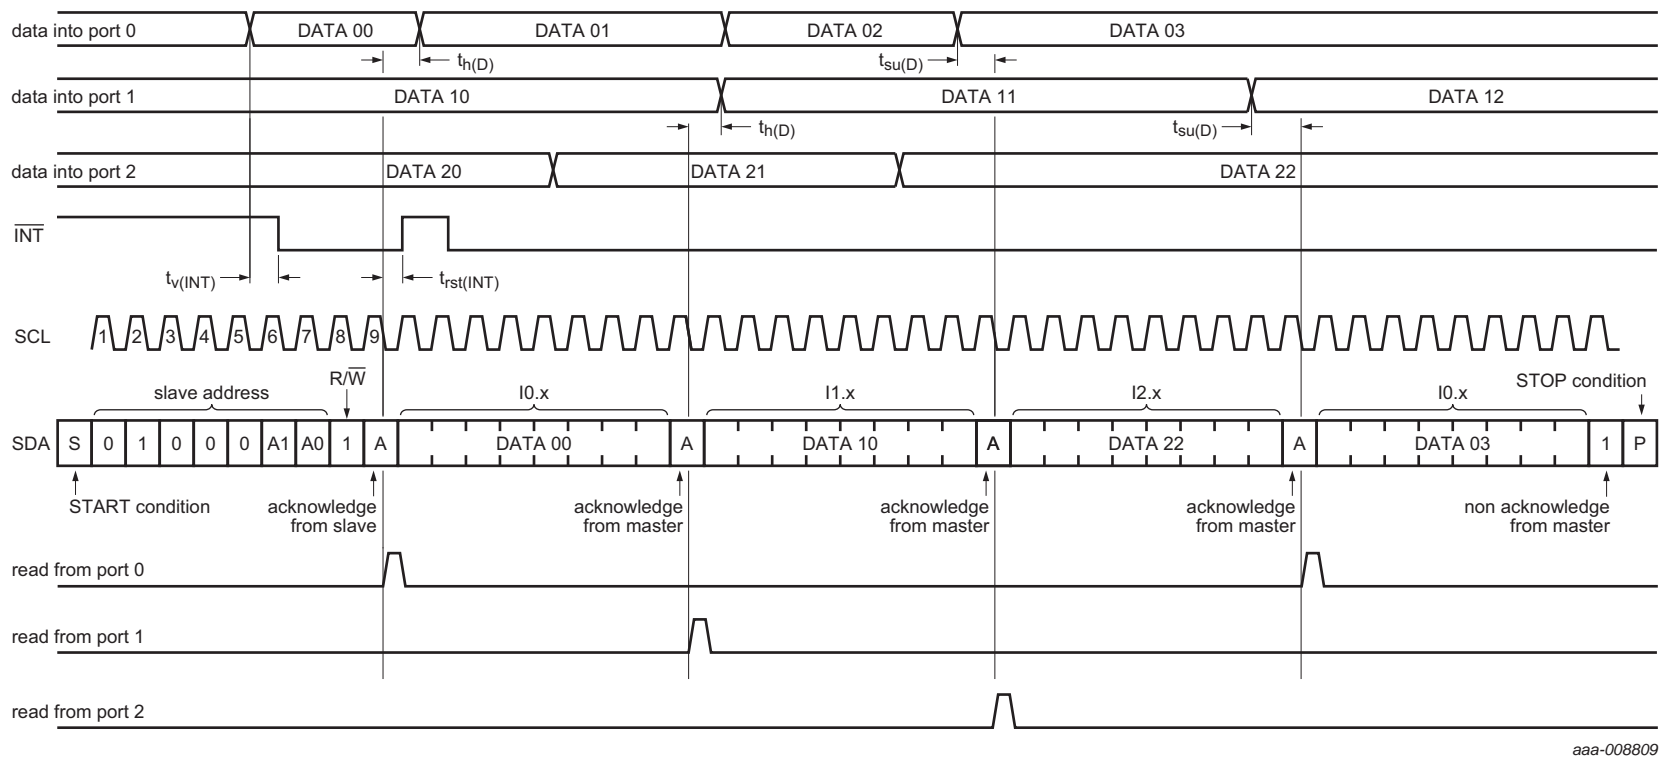 data into port 0 DATA 00 DATA 01 DATA 02 DATA 03
th(D) tsu(D)
data into port 1 DATA 10 DATA 11 DATA 12
th(D) tsu(D)
data into port 2 DATA 20 DATA 21 DATA 22
INT
tv(INT) trst(INT)
SCL 1 2 3 4 5 6 7 8 9
R/W STOP condition
slave address I0.x I1.x I2.x I0.x
SDA S 0 1 0 0 0 A1 A0 1 A DATA 00 A DATA 10 A DATA 22 A DATA 03 1 P
START condition acknowledge acknowledge acknowledge acknowledge non acknowledge
from slave from master from master from master from master
read from port 0
read from port 1
read from port 2
aaa-008809